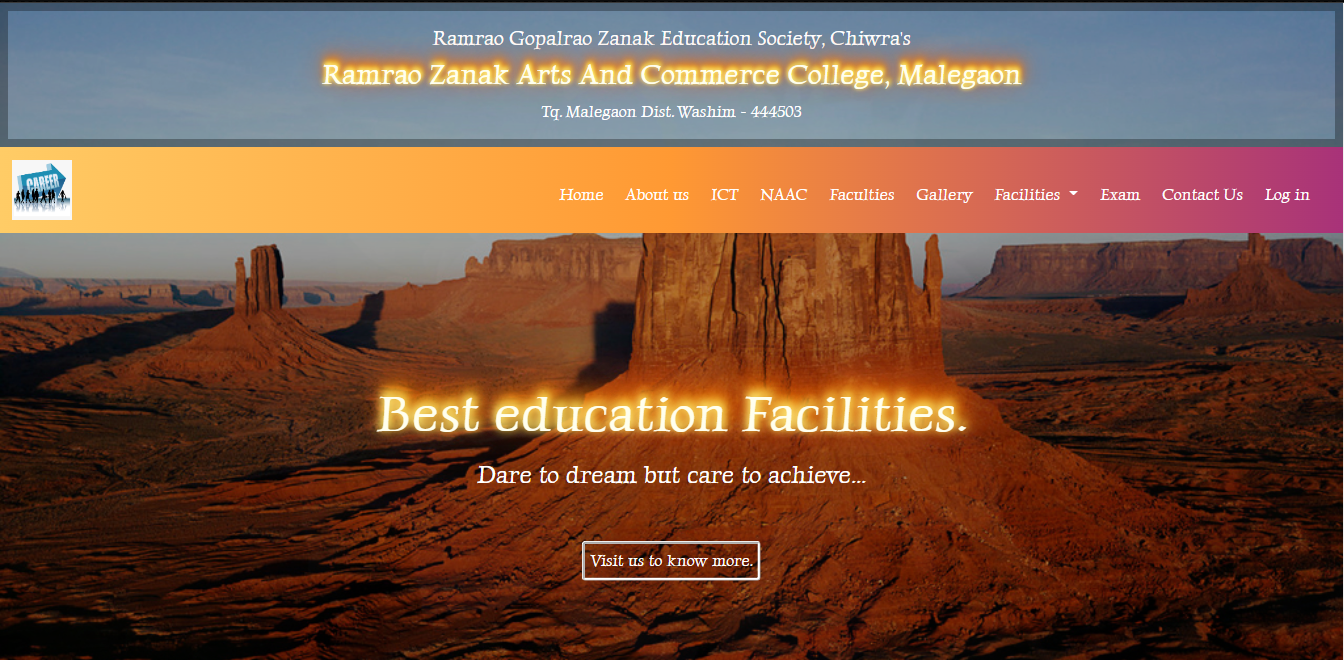 Ramrao Gopalrao Zanak Education Society, Chiwra's
Ramrao Zanak Arts And Commerce College, Malegaon
Tq. Malegaon Dist. Washim - 444503
CAREER
Home About us ICT NAAC Faculties Gallery Facilities Exam Contact Us Log in
Best education Facilities.
Dare to dream but care to achieve...
Visit us to know more.